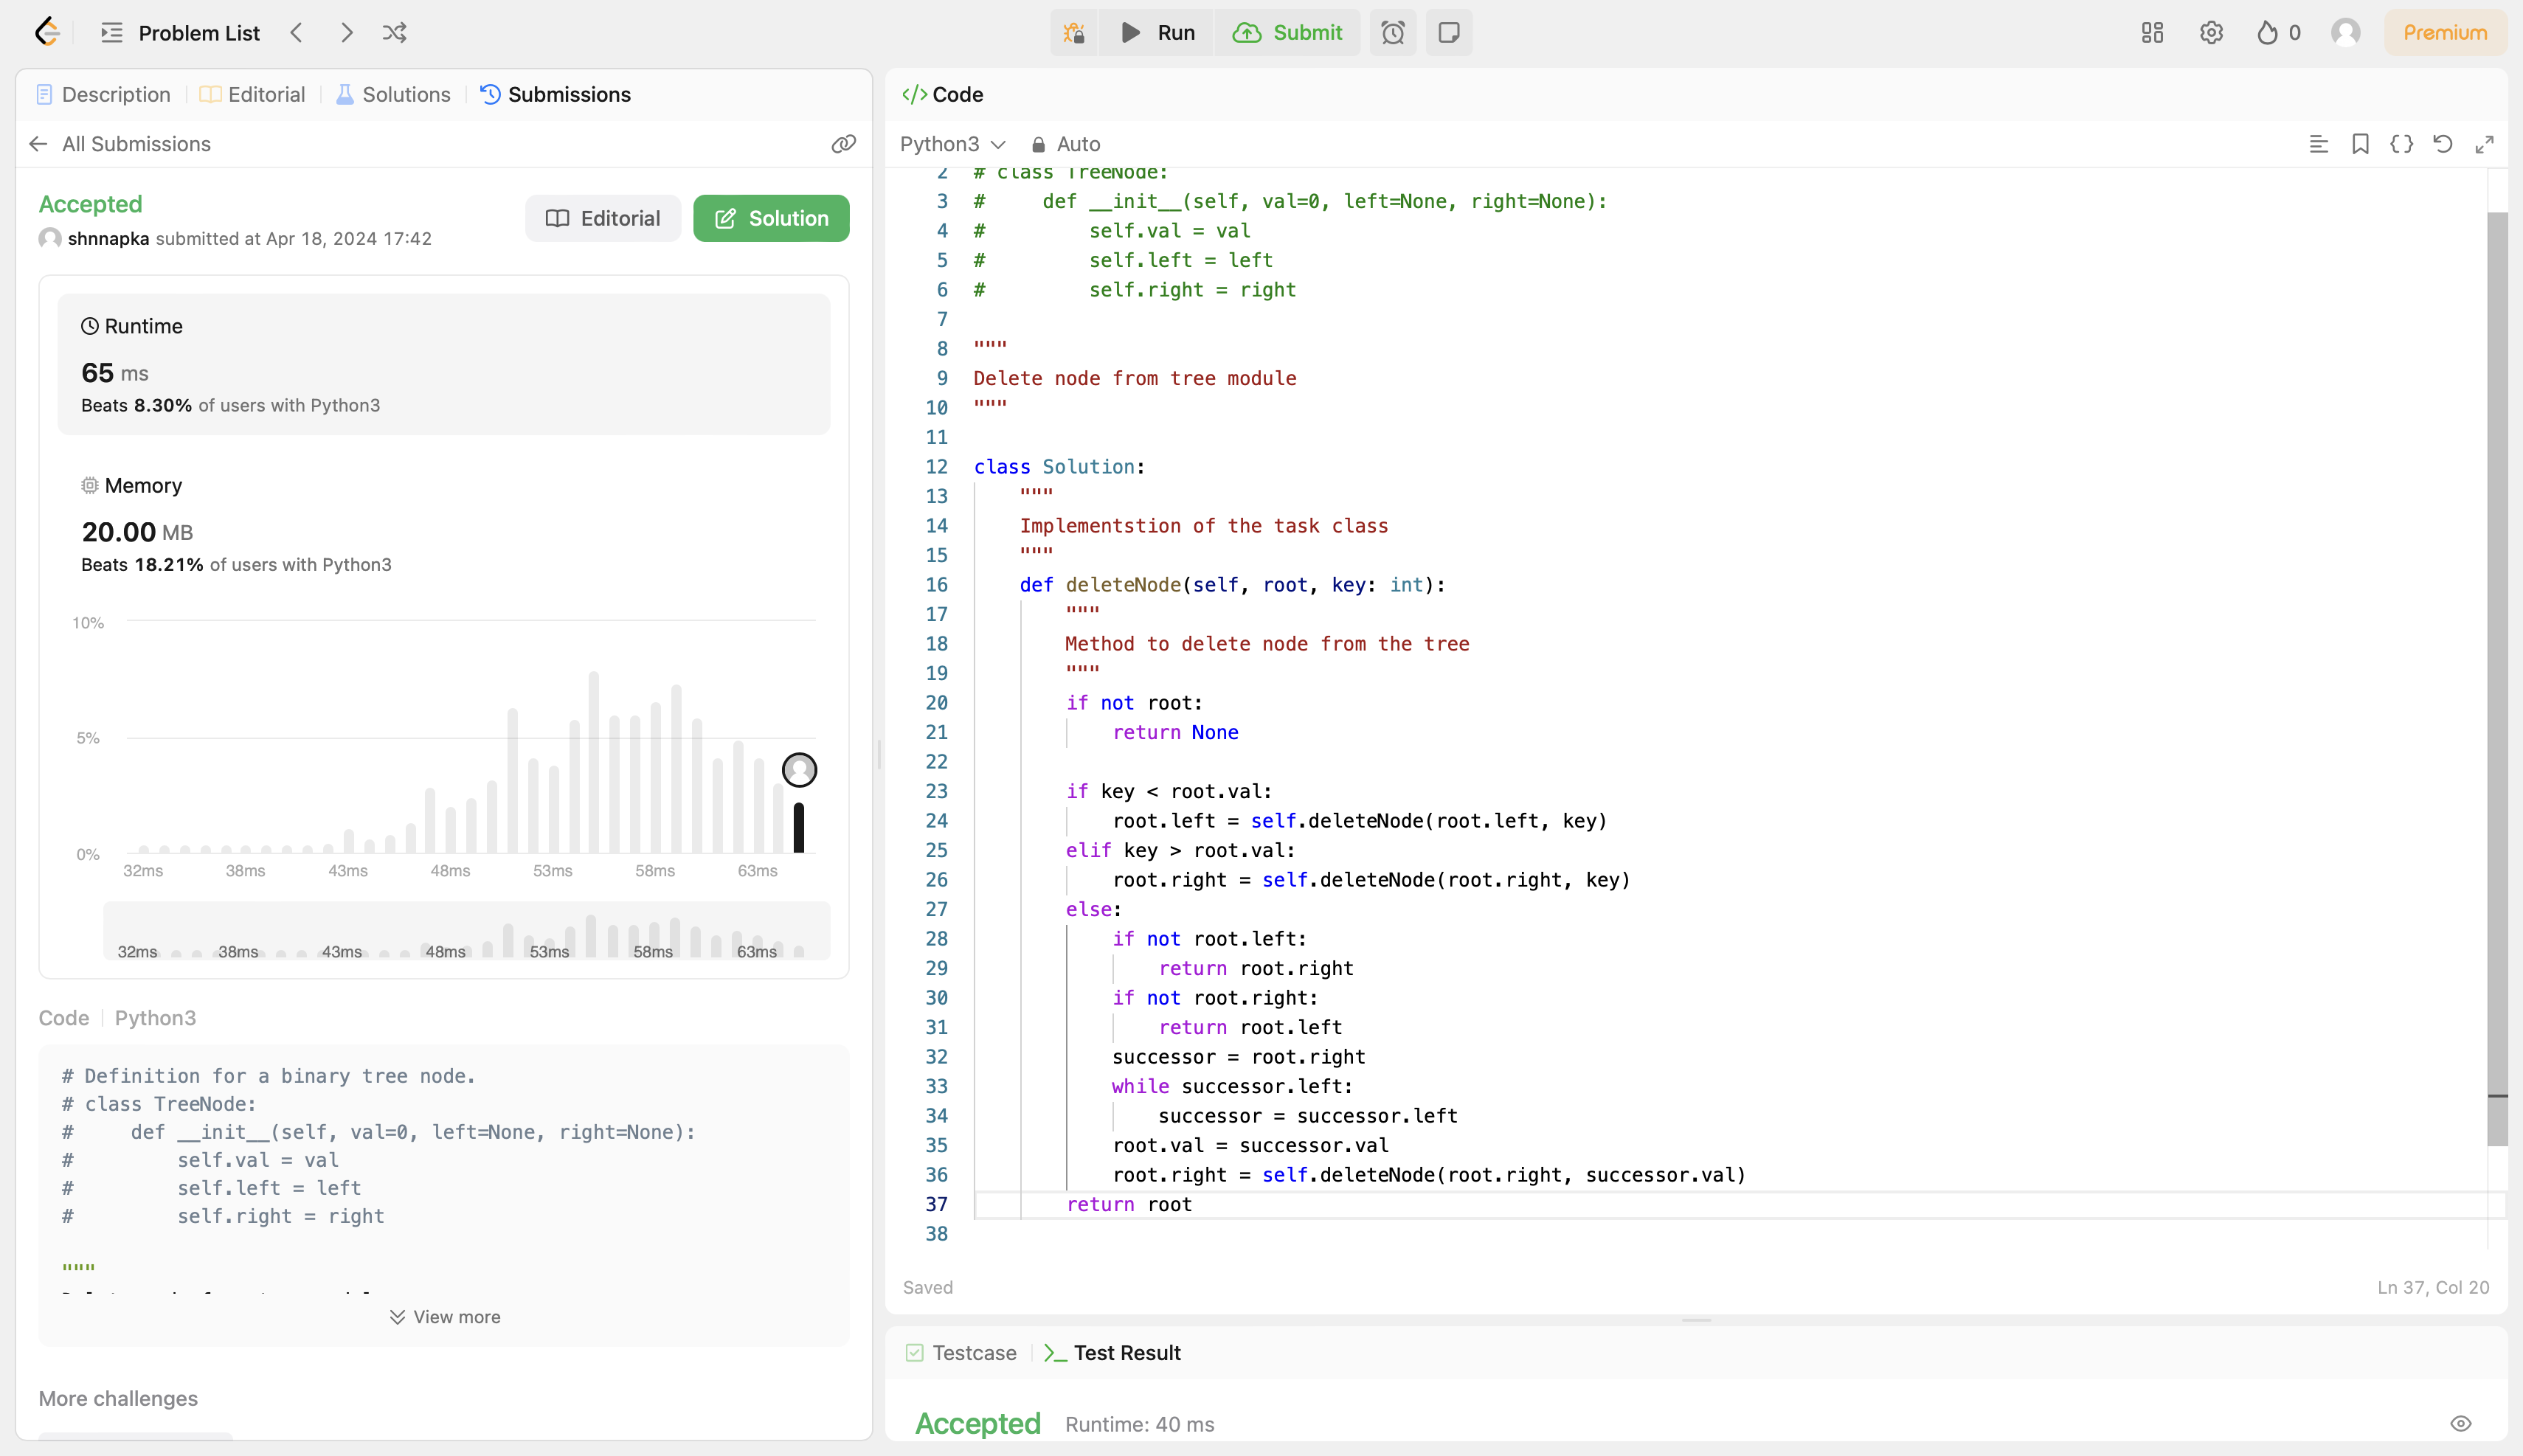 Problem List
Run
Submit
0
Premium
Description
Editorial
Solutions
Submissions
All Submissions
Accepted
shnnapka submitted at Apr 18, 2024 17:42
Editorial
Solution
Runtime
65 ms
Beats 8.30% of users with Python3
Memory
20.00 MB
Beats 18.21% of users with Python3
10%
5%
0%
32ms 38ms 43ms 48ms 53ms 58ms 63ms
32ms 38ms 43ms 48ms 53ms 58ms 63ms
Code | Python3
# Definition for a binary tree node.
# class TreeNode:
#     def __init__(self, val=0, left=None, right=None):
#         self.val = val
#         self.left = left
#         self.right = right
"""
View more
More challenges
</> Code
Python3
Auto
2 # class TreeNode:
3 #     def __init__(self, val=0, left=None, right=None):
4 #         self.val = val
5 #         self.left = left
6 #         self.right = right
7
8 """
9 Delete node from tree module
10 """
11
12 class Solution:
13     """
14     Implementstion of the task class
15     """
16     def deleteNode(self, root, key: int):
17         """
18         Method to delete node from the tree
19         """
20         if not root:
21             return None
22
23         if key < root.val:
24             root.left = self.deleteNode(root.left, key)
25         elif key > root.val:
26             root.right = self.deleteNode(root.right, key)
27         else:
28             if not root.left:
29                 return root.right
30             if not root.right:
31                 return root.left
32             successor = root.right
33             while successor.left:
34                 successor = successor.left
35             root.val = successor.val
36             root.right = self.deleteNode(root.right, successor.val)
37         return root
38
Saved
Ln 37, Col 20
Testcase
>_ Test Result
Accepted
Runtime: 40 ms